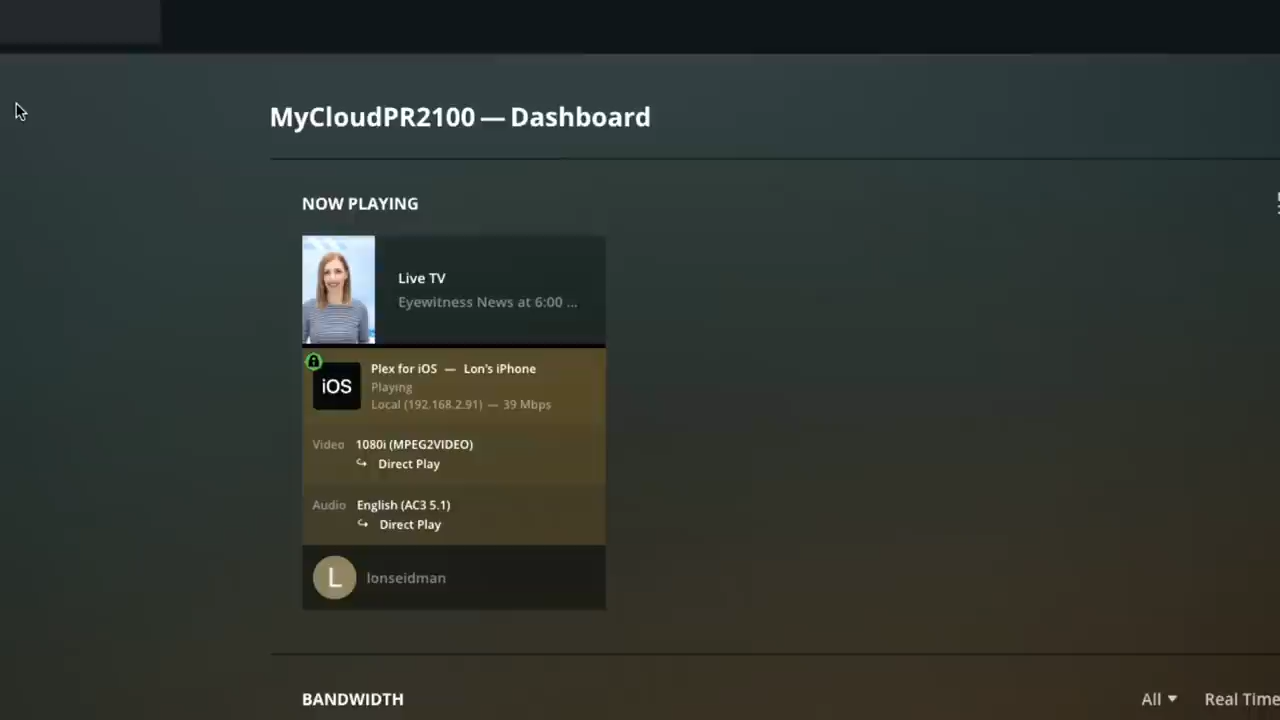 MyCloudPR2100 — Dashboard
NOW PLAYING
Live TV
Eyewitness News at 6:00 ...
iOS
Plex for iOS — Lon's iPhone
Playing
Local (192.168.2.91) — 39 Mbps
Video 1080i (MPEG2VIDEO)
Direct Play
Audio English (AC3 5.1)
Direct Play
L lonseidman
BANDWIDTH
All Real Time